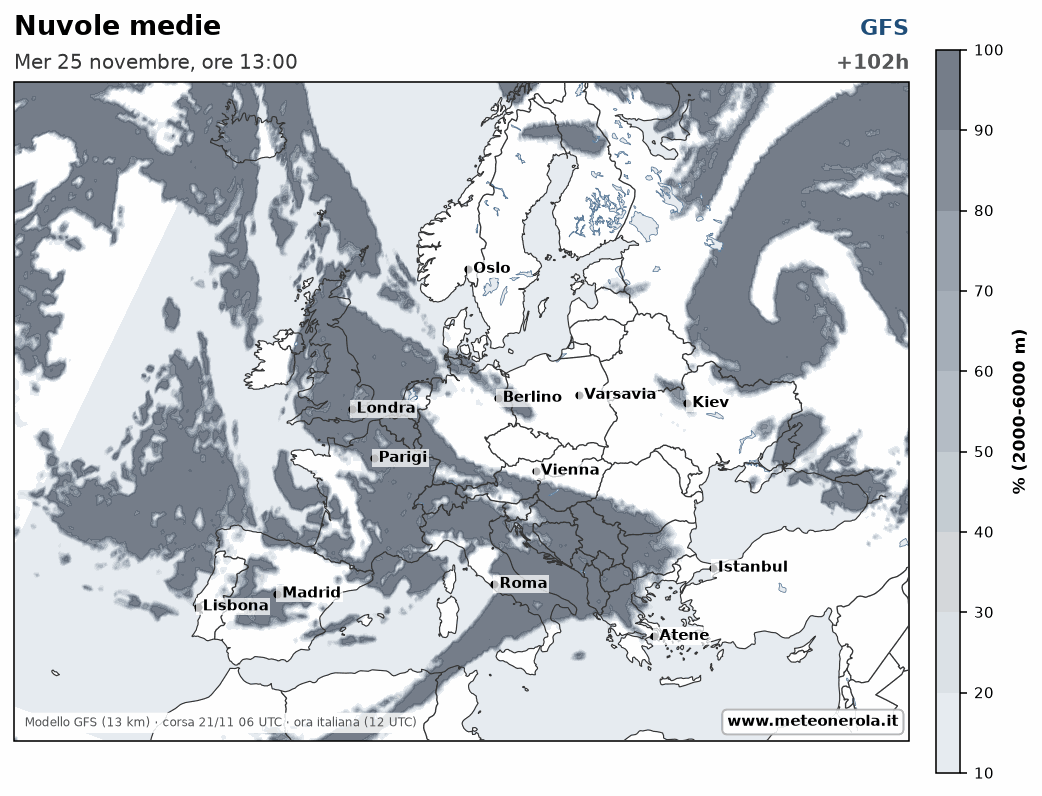 Nuvole medie
GFS
Mer 25 novembre, ore 13:00
+102h
100
90
80
70
60
50
40
30
20
10
% (2000-6000 m)
Oslo
Berlino
Varsavia
Kiev
Londra
Parigi
Vienna
Istanbul
Roma
Madrid
Lisbona
Atene
Modello GFS (13 km) · corsa 21/11 06 UTC · ora italiana (12 UTC)
www.meteonerola.it